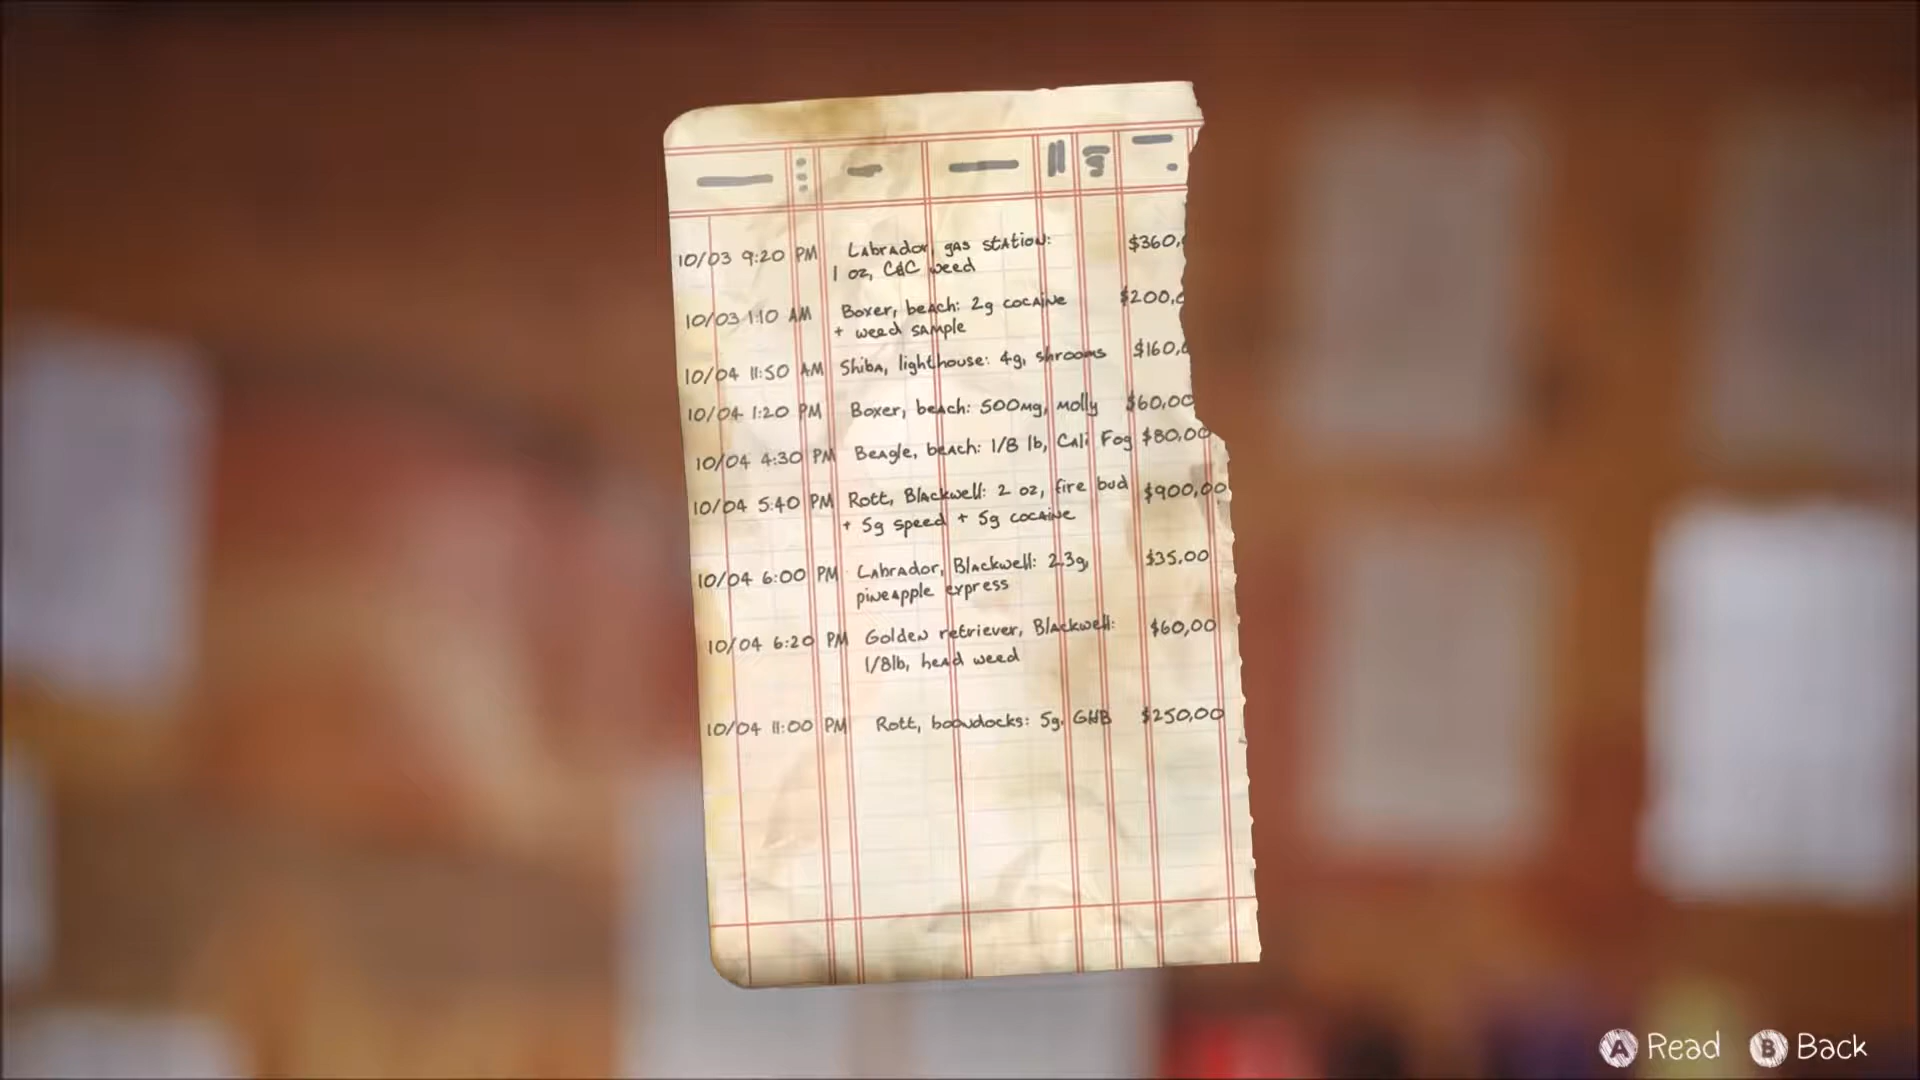 10/03 9:20 PM Labrador, gas station: $360,
1 oz, C&C weed
10/03 1:10 AM Boxer, beach: 2g cocaine $200,0
+ weed sample
10/04 11:50 AM Shiba, lighthouse: 4g, shrooms $160,0
10/04 1:20 PM Boxer, beach: 500mg, molly $60,00
10/04 4:30 PM Beagle, beach: 1/8 lb, Cali Fog $80,00
10/04 5:40 PM Rott, Blackwell: 2 oz, fire bud $900,00
+ 5g speed + 5g cocaine
10/04 6:00 PM Labrador, Blackwell: 2.3g, $35.00
pineapple express
10/04 6:20 PM Golden retriever, Blackwell: $60,00
1/8lb, head weed
10/04 11:00 PM Rott, boowdocks: 5g. GHB $250,00
A Read B Back